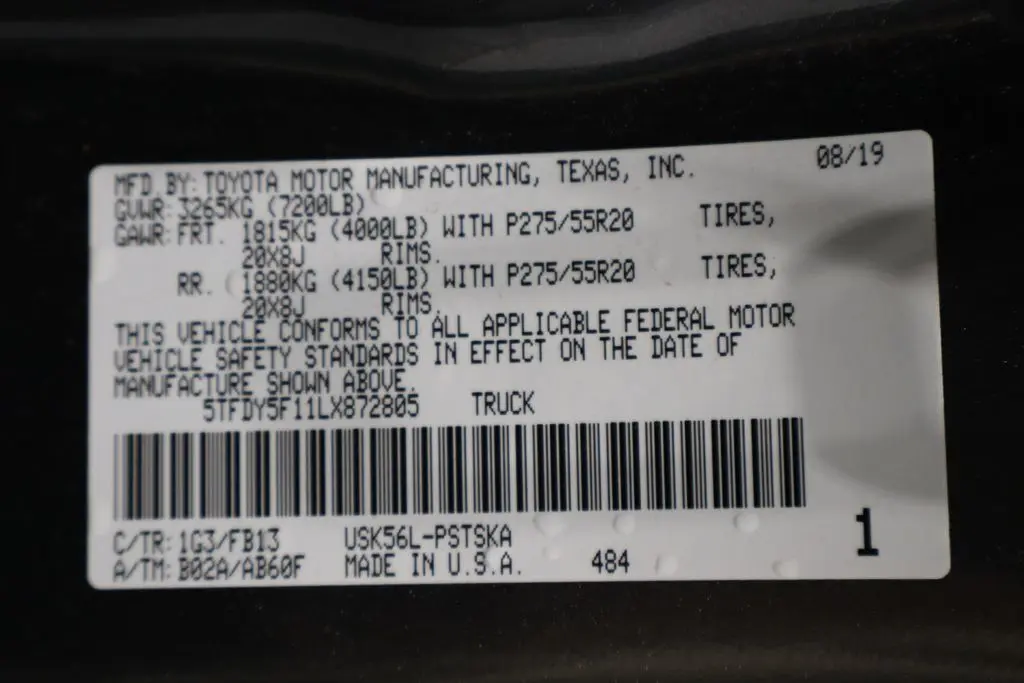 MFD. BY: TOYOTA MOTOR MANUFACTURING, TEXAS, INC. 08/19
GVWR: 3265KG (7200LB)
GAWR: FRT. 1815KG (4000LB) WITH P275/55R20 TIRES,
20X8J RIMS.
RR. 1880KG (4150LB) WITH P275/55R20 TIRES,
20X8J RIMS.
THIS VEHICLE CONFORMS TO ALL APPLICABLE FEDERAL MOTOR
VEHICLE SAFETY STANDARDS IN EFFECT ON THE DATE OF
MANUFACTURE SHOWN ABOVE.
5TFDY5F11LX872805 TRUCK
C/TR: 1G3/FB13 USK56L-PSTSKA
A/TM: B02A/AB60F MADE IN U.S.A. 484
1